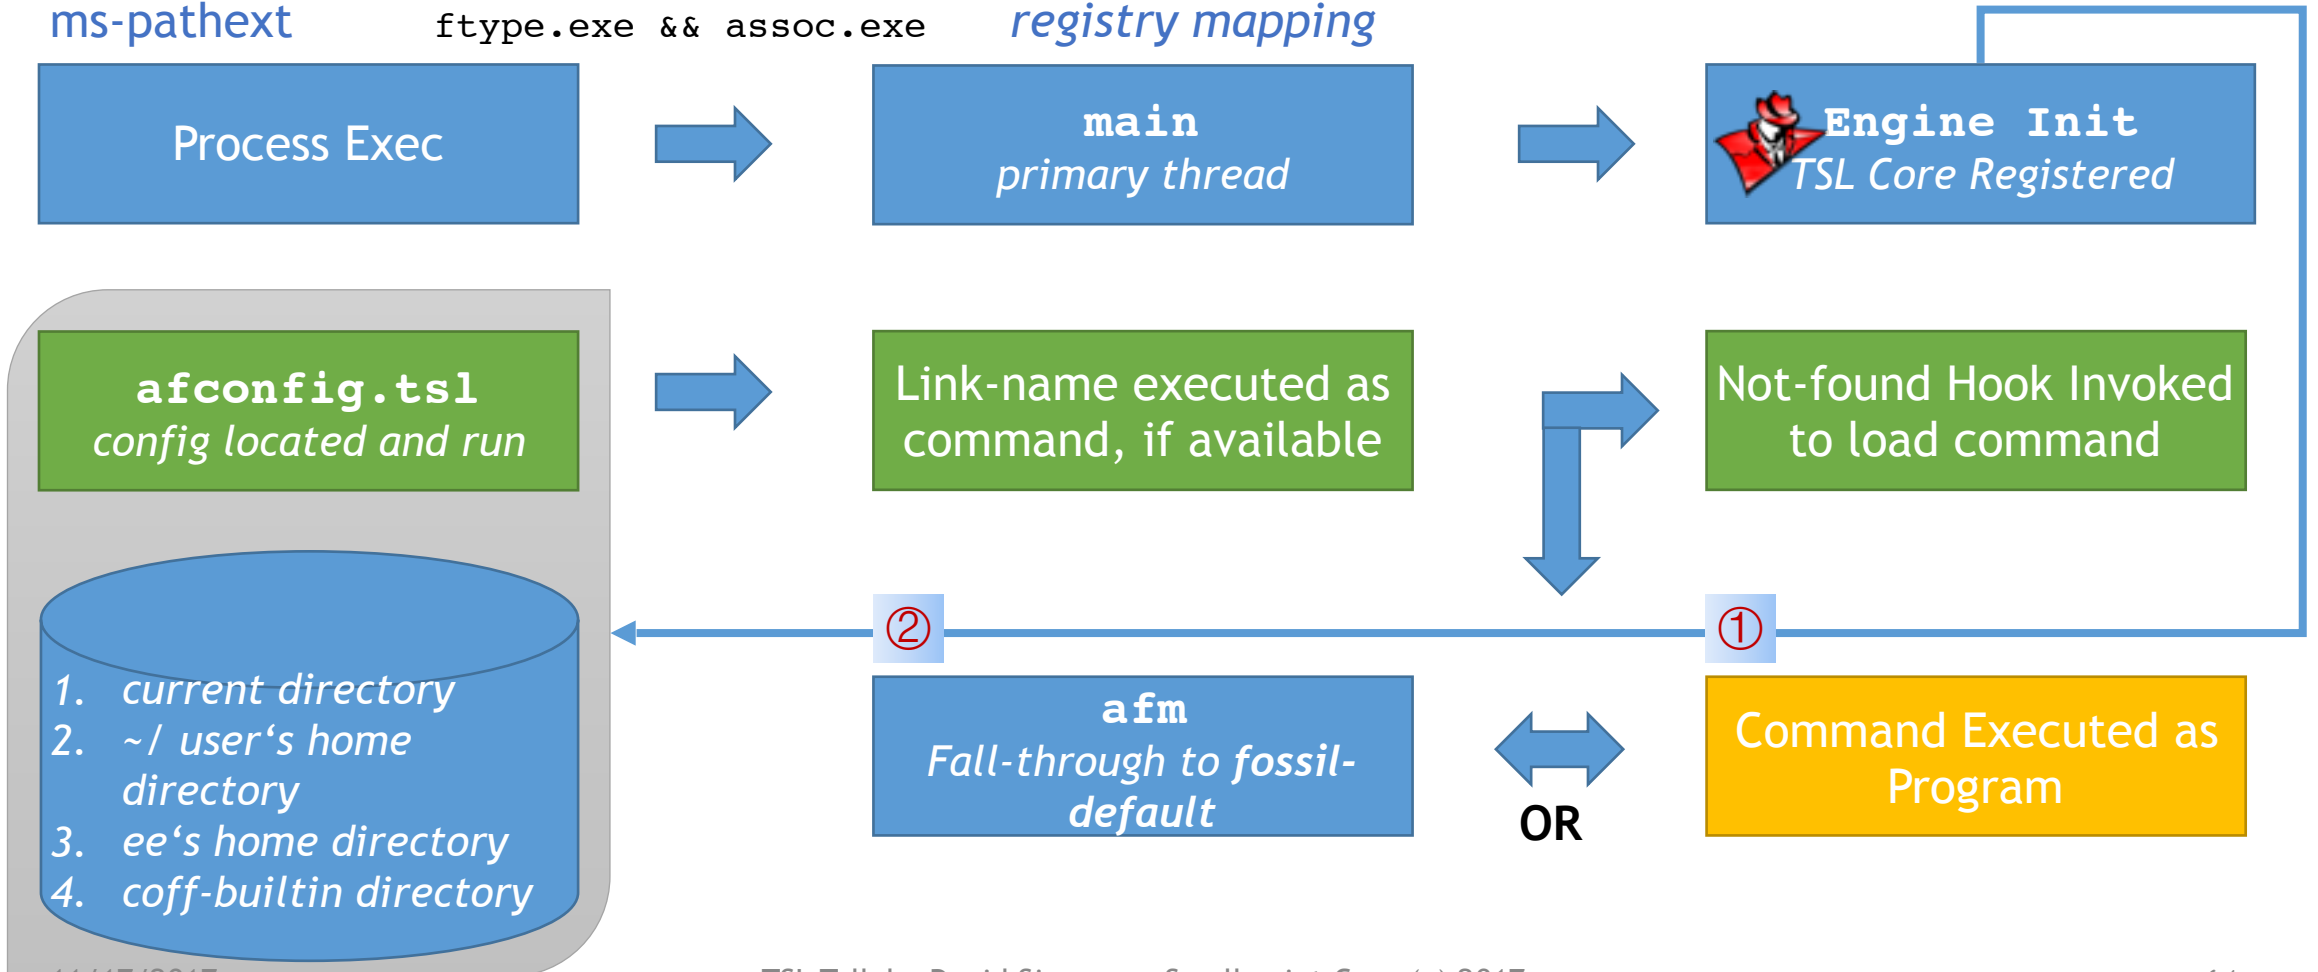 ms-pathext ftype.exe && assoc.exe registry mapping
Process Exec
main
primary thread
Engine Init
TSL Core Registered
afconfig.tsl
config located and run
Link-name executed as
command, if available
Not-found Hook Invoked
to load command
②
①
1. current directory
2. ~/ user‘s home
directory
3. ee‘s home directory
4. coff-builtin directory
afm
Fall-through to fossil-
default
OR
Command Executed as
Program